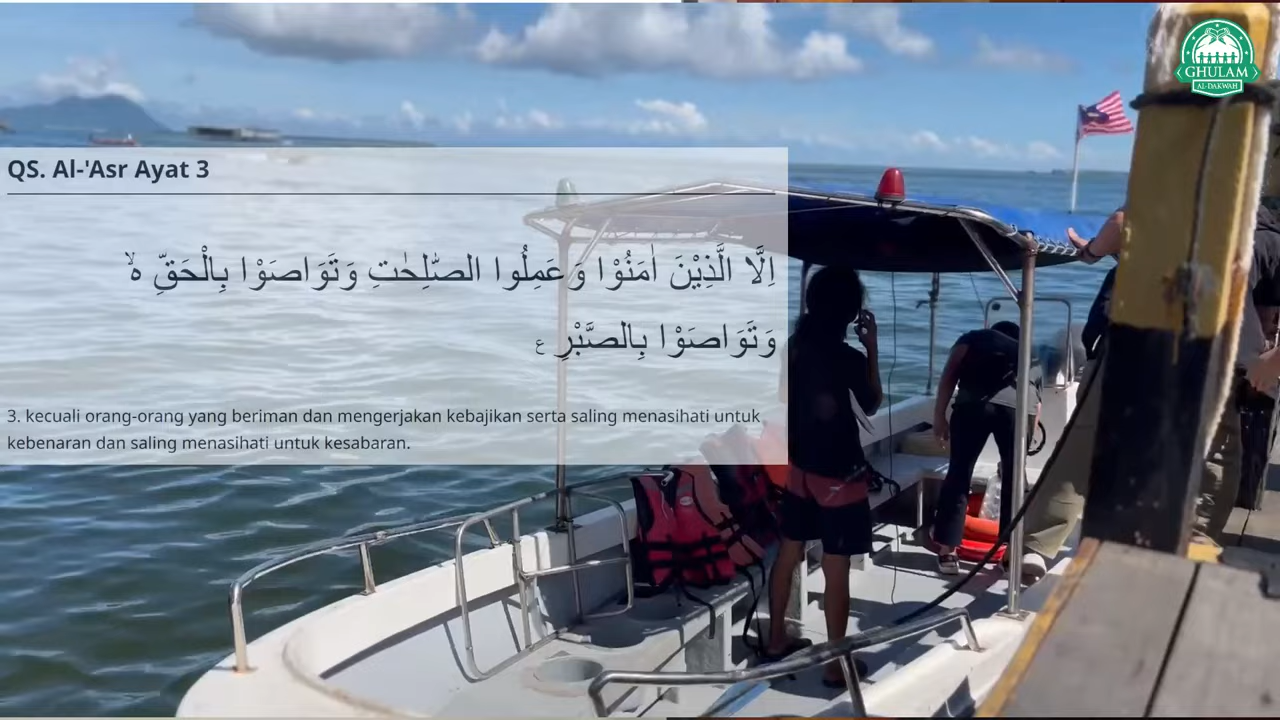 GHULAM
AL-DAKWAH
QS. Al-'Asr Ayat 3
اِلَّا الَّذِيْنَ اٰمَنُوْا وَعَمِلُوا الصّٰلِحٰتِ وَتَوَاصَوْا بِالْحَقِّ ەۙ
وَتَوَاصَوْا بِالصَّبْرِ ࣖ
3. kecuali orang-orang yang beriman dan mengerjakan kebajikan serta saling menasihati untuk
kebenaran dan saling menasihati untuk kesabaran.